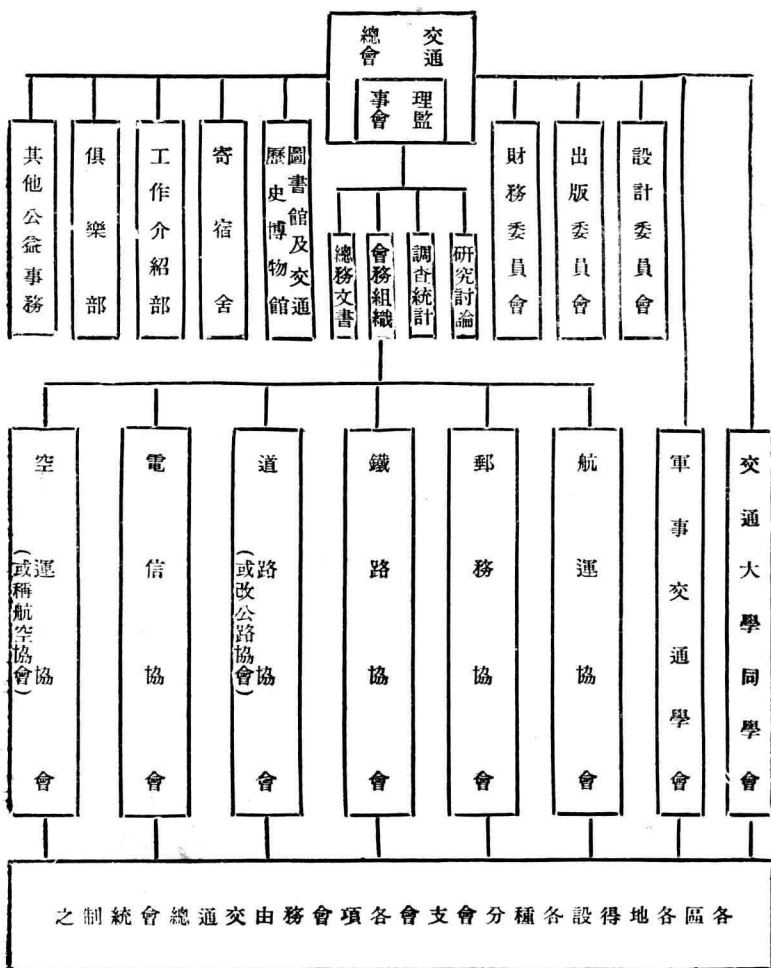 交通總會
理監事會
設計委員會
出版委員會
財務委員會
研究討論
調查統計
會務組織
總務文書
圖書館及交通歷史博物館
寄宿舍
工作介紹部
俱樂部
其他公益事務
交通大學同學會
軍事交通學會
航運協會
郵務協會
鐵路協會
道路協會
(或改公路協會)
電信協會
空運協會
(或稱航空協會)
各區各地得設各種分會支會各項會務由交通總會統制之